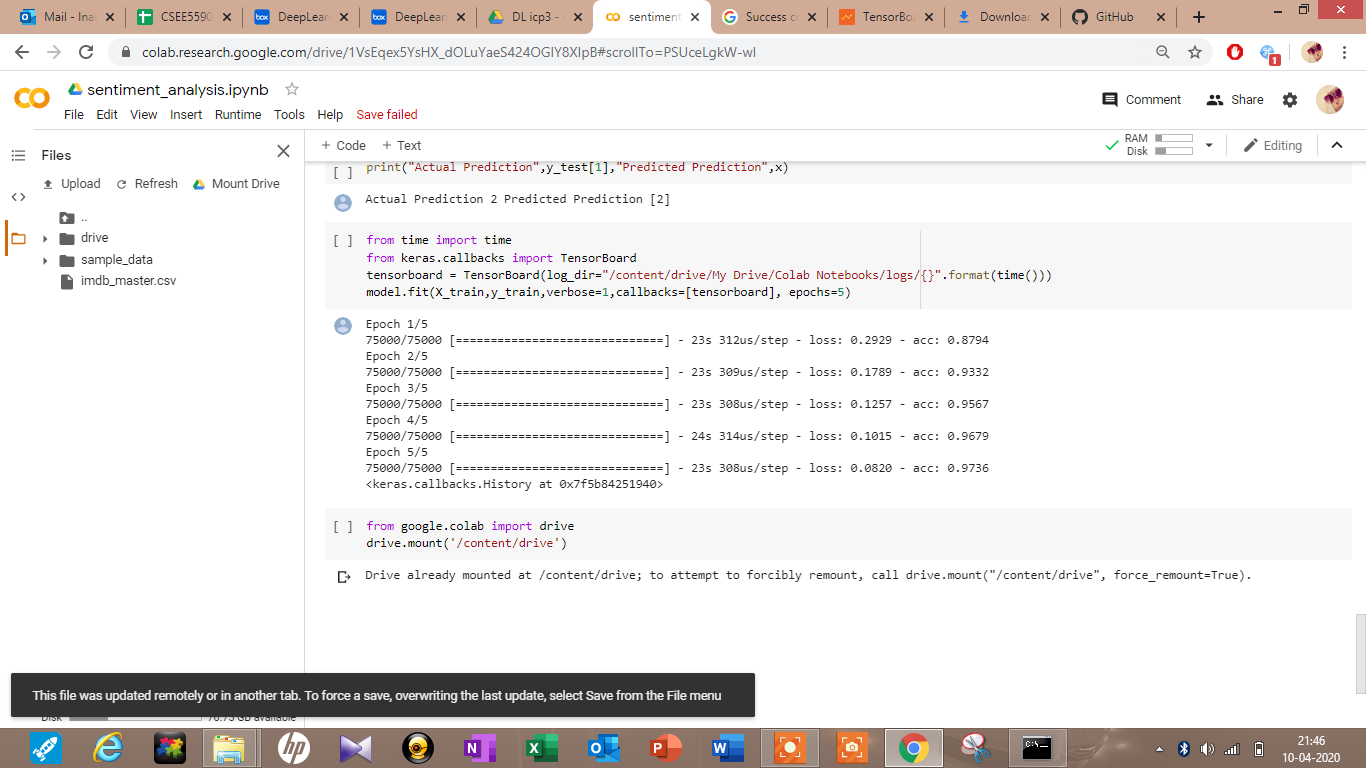 Mail - Ina
CSEE5590
DeepLear
DeepLear
DL icp3 -
sentiment
Success c
TensorBo
Downloa
GitHub
colab.research.google.com/drive/1VsEqex5YsHX_dOLuYaeS424OGlY8XlpB#scrollTo=PSUceLgkW-wI
1
sentiment_analysis.ipynb
File Edit View Insert Runtime Tools Help Save failed
Comment Share
Files
+ Code + Text
RAM
Disk
Editing
Upload Refresh Mount Drive
..
drive
sample_data
imdb_master.csv
[ ] print("Actual Prediction",y_test[1],"Predicted Prediction",x)
Actual Prediction 2 Predicted Prediction [2]
[ ] from time import time
from keras.callbacks import TensorBoard
tensorboard = TensorBoard(log_dir="/content/drive/My Drive/Colab Notebooks/logs/{}".format(time()))
model.fit(X_train,y_train,verbose=1,callbacks=[tensorboard], epochs=5)
Epoch 1/5
75000/75000 [==============================] - 23s 312us/step - loss: 0.2929 - acc: 0.8794
Epoch 2/5
75000/75000 [==============================] - 23s 309us/step - loss: 0.1789 - acc: 0.9332
Epoch 3/5
75000/75000 [==============================] - 23s 308us/step - loss: 0.1257 - acc: 0.9567
Epoch 4/5
75000/75000 [==============================] - 24s 314us/step - loss: 0.1015 - acc: 0.9679
Epoch 5/5
75000/75000 [==============================] - 23s 308us/step - loss: 0.0820 - acc: 0.9736
<keras.callbacks.History at 0x7f5b84251940>
[ ] from google.colab import drive
drive.mount('/content/drive')
Drive already mounted at /content/drive; to attempt to forcibly remount, call drive.mount("/content/drive", force_remount=True).
This file was updated remotely or in another tab. To force a save, overwriting the last update, select Save from the File menu
Disk 76.75 GB available
21:46
10-04-2020